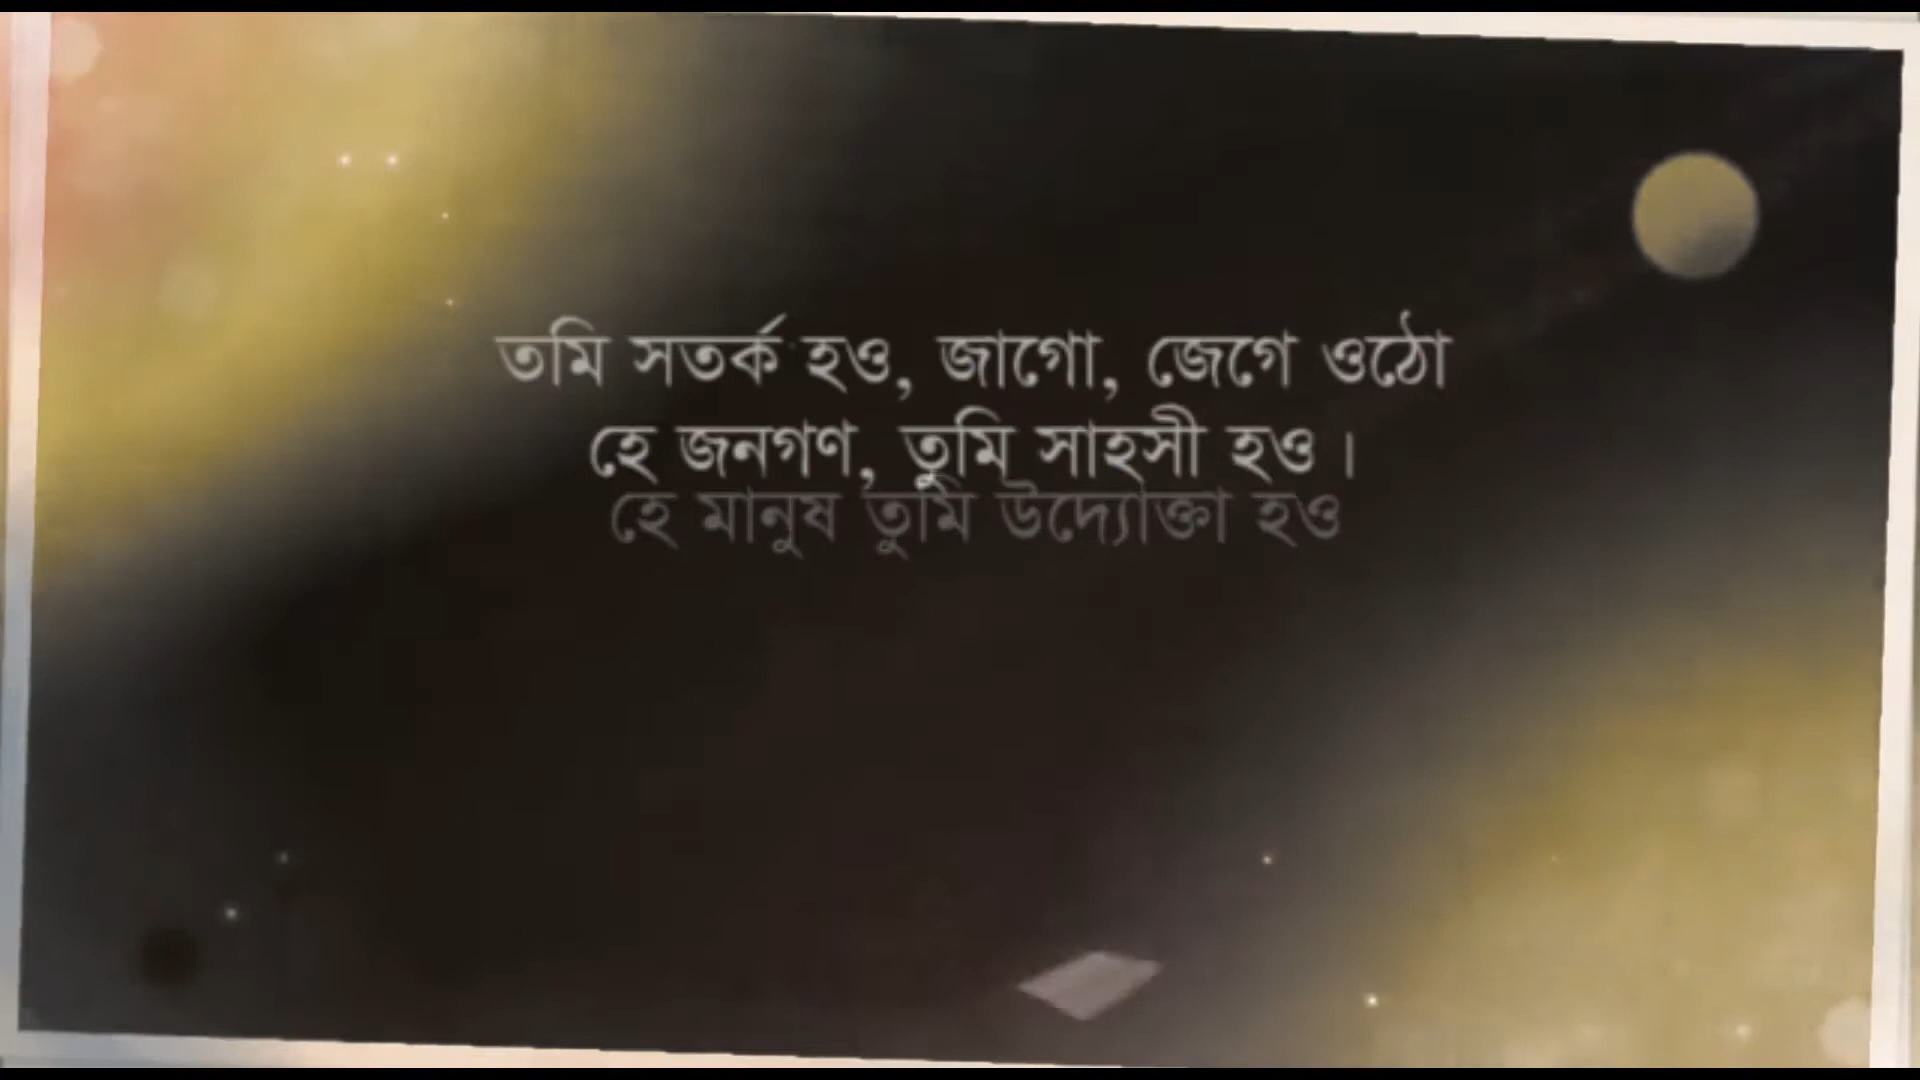 তমি সতর্ক হও, জাগো, জেগে ওঠো
হে জনগণ, তুমি সাহসী হও।
হে মানুষ তুমি উদ্যোক্তা হও